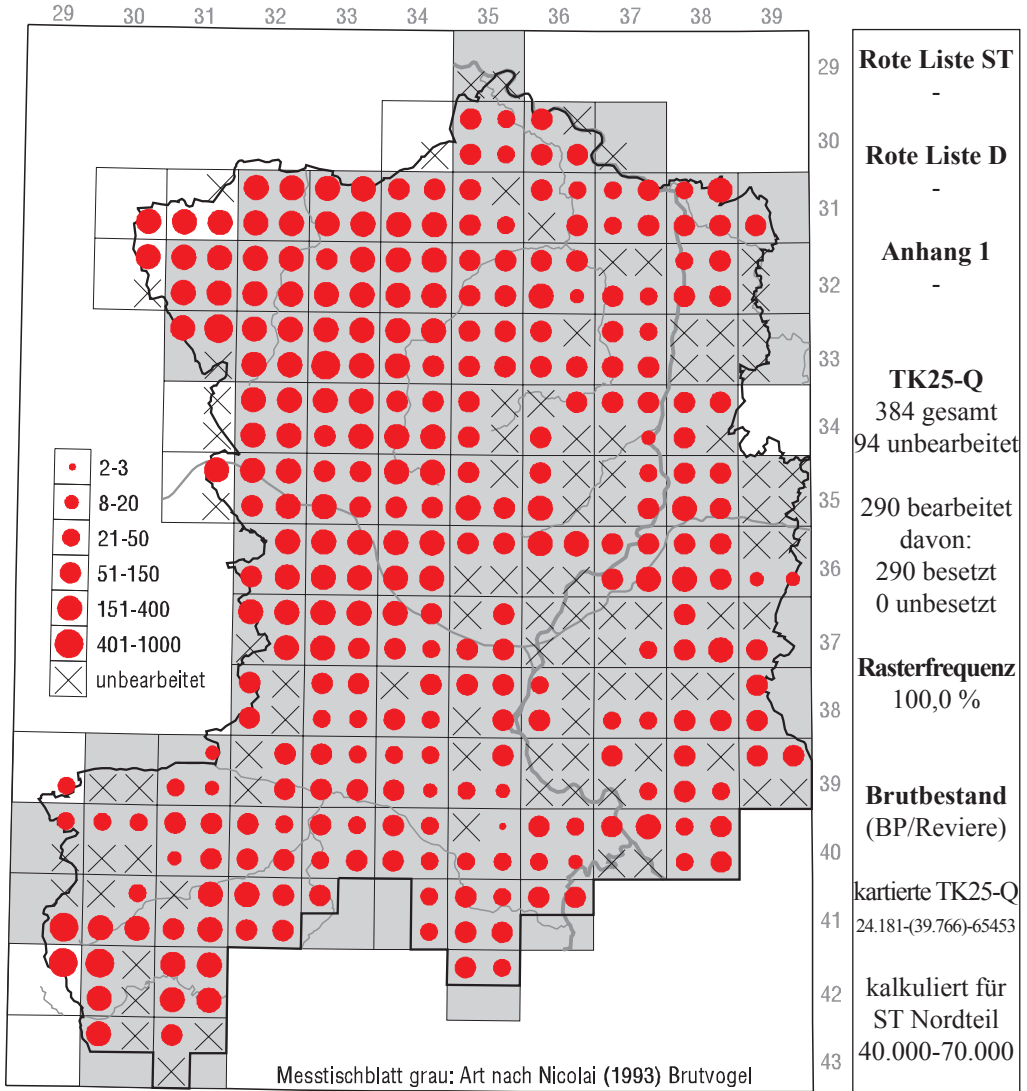 29 30 31 32 33 34 35 36 37 38 39
29
30
31
32
33
34
35
36
37
38
39
40
41
42
43
2-3
8-20
21-50
51-150
151-400
401-1000
unbearbeitet
Messtischblatt grau: Art nach Nicolai (1993) Brutvogel
Rote Liste ST
-
Rote Liste D
-
Anhang 1
-
TK25-Q
384 gesamt
94 unbearbeitet
290 bearbeitet
davon:
290 besetzt
0 unbesetzt
Rasterfrequenz
100,0 %
Brutbestand
(BP/Reviere)
kartierte TK25-Q
24.181-(39.766)-65453
kalkuliert für
ST Nordteil
40.000-70.000